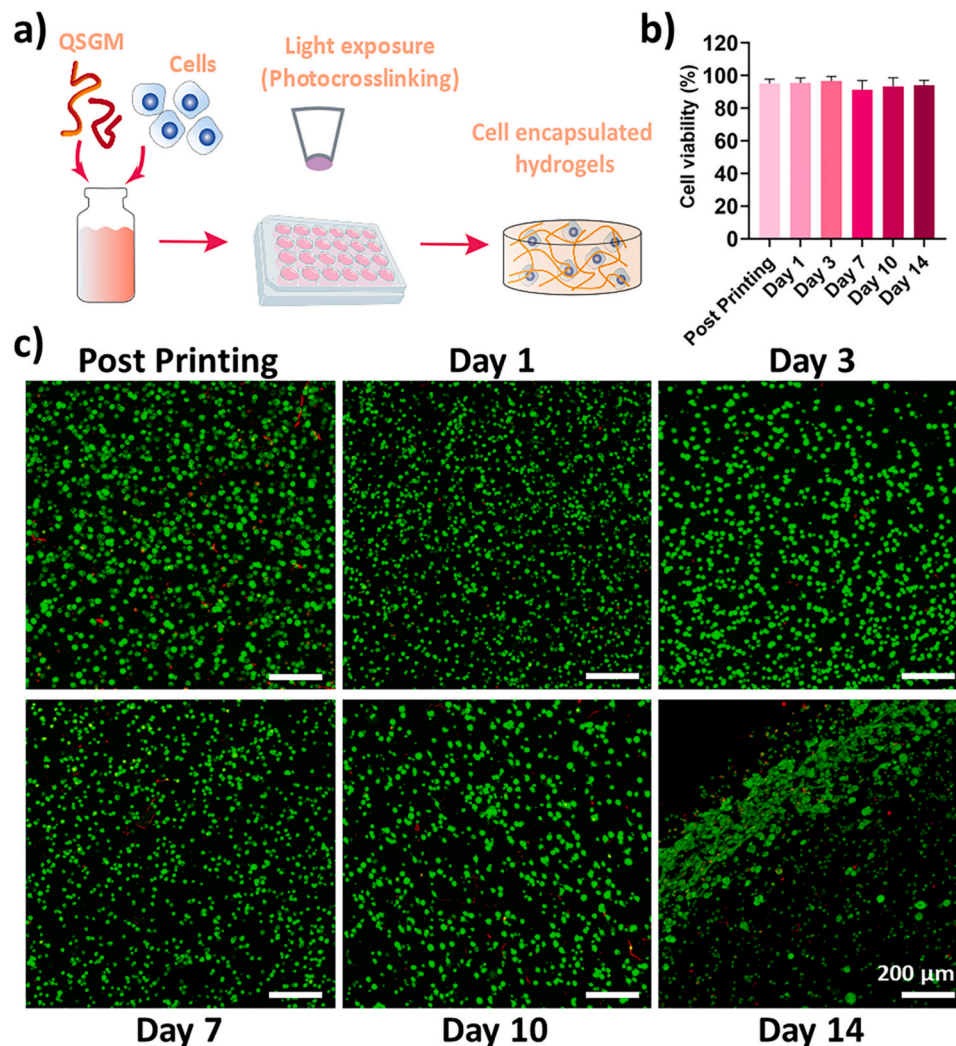 a)
QSGM
Cells
Light exposure
(Photocrosslinking)
Cell encapsulated
hydrogels
b)
Cell viability (%)
120
100
80
60
40
20
0
Post Printing
Day 1
Day 3
Day 7
Day 10
Day 14
c)
Post Printing
Day 1
Day 3
200 μm
Day 7
Day 10
Day 14